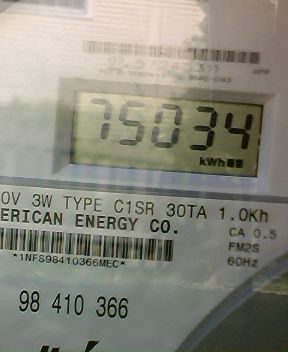 75034
kWh
0V 3W TYPE C1SR 30TA 1.0Kh
ERICAN ENERGY CO.
CA 0.5
FM2S
*1NFS98410366MEC*
60Hz
98 410 366